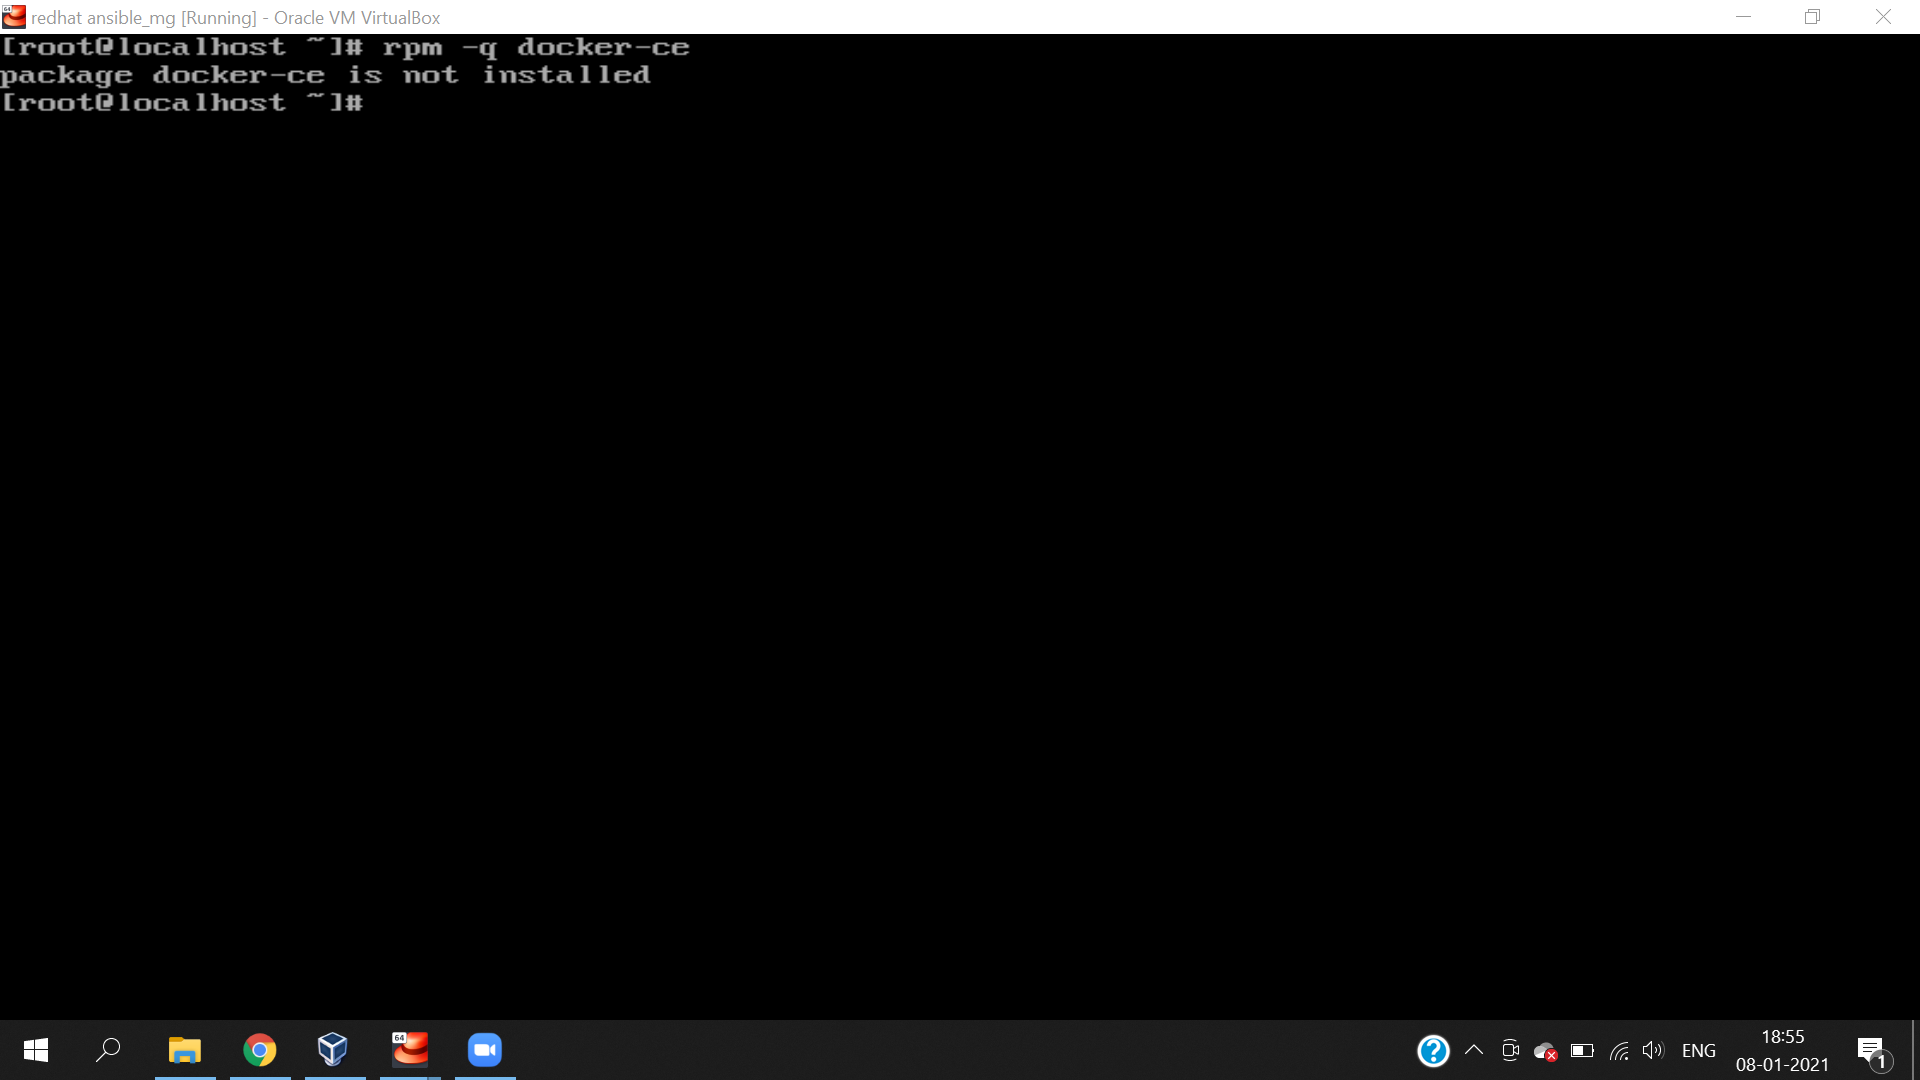 redhat ansible_mg [Running] - Oracle VM VirtualBox
[root@localhost ~]# rpm -q docker-ce
package docker-ce is not installed
[root@localhost ~]#
64
ENG
18:55
08-01-2021
1